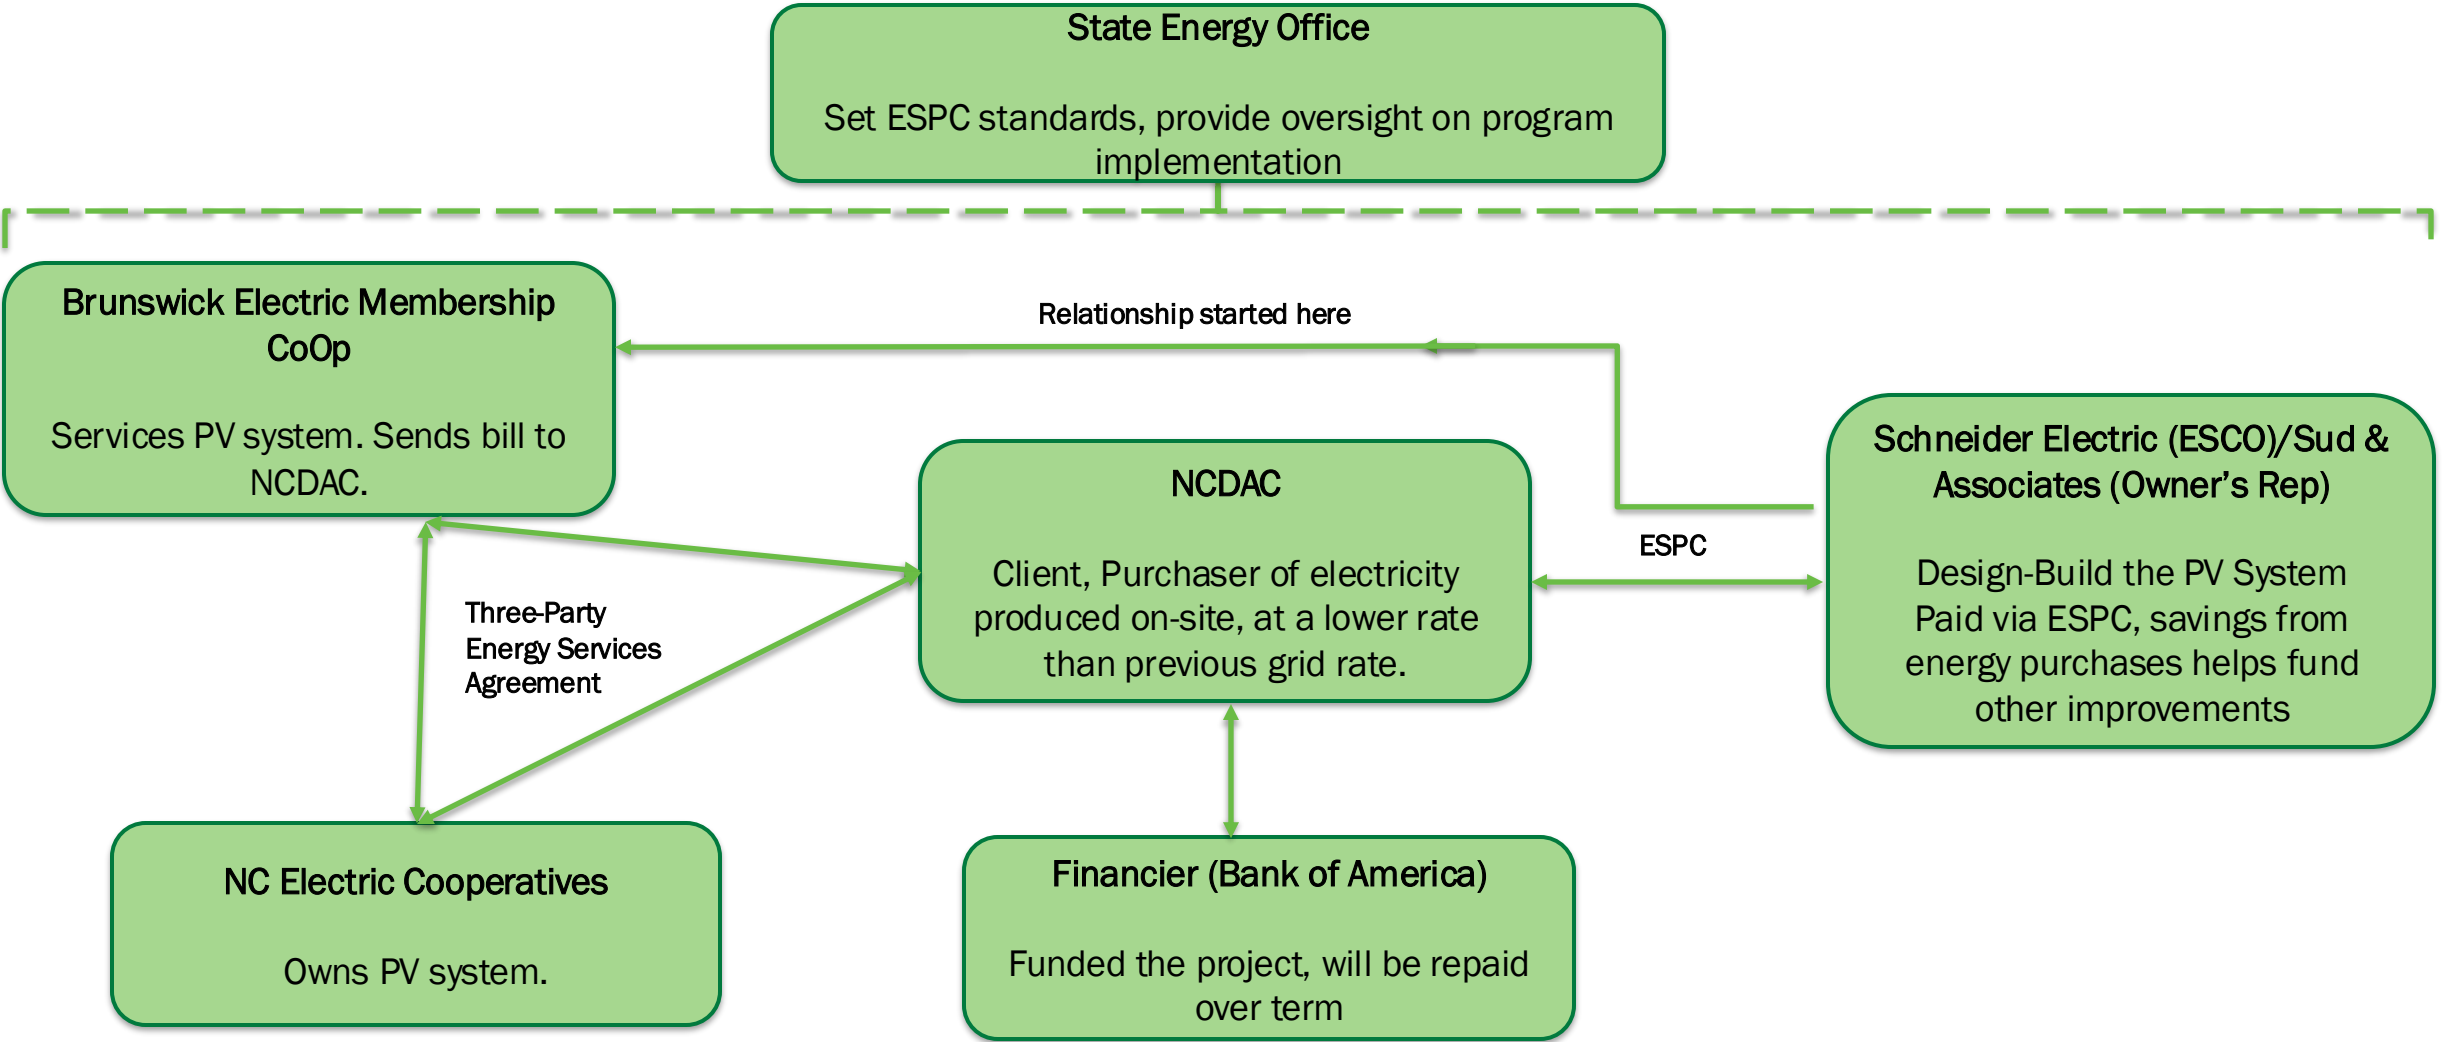 State Energy Office
Set ESPC standards, provide oversight on program
implementation
Brunswick Electric Membership
CoOp
Services PV system. Sends bill to
NCDAC.
Relationship started here
NCDAC
Client, Purchaser of electricity
produced on-site, at a lower rate
than previous grid rate.
ESPC
Schneider Electric (ESCO)/Sud &
Associates (Owner’s Rep)
Design-Build the PV System
Paid via ESPC, savings from
energy purchases helps fund
other improvements
Three-Party
Energy Services
Agreement
NC Electric Cooperatives
Owns PV system.
Financier (Bank of America)
Funded the project, will be repaid
over term